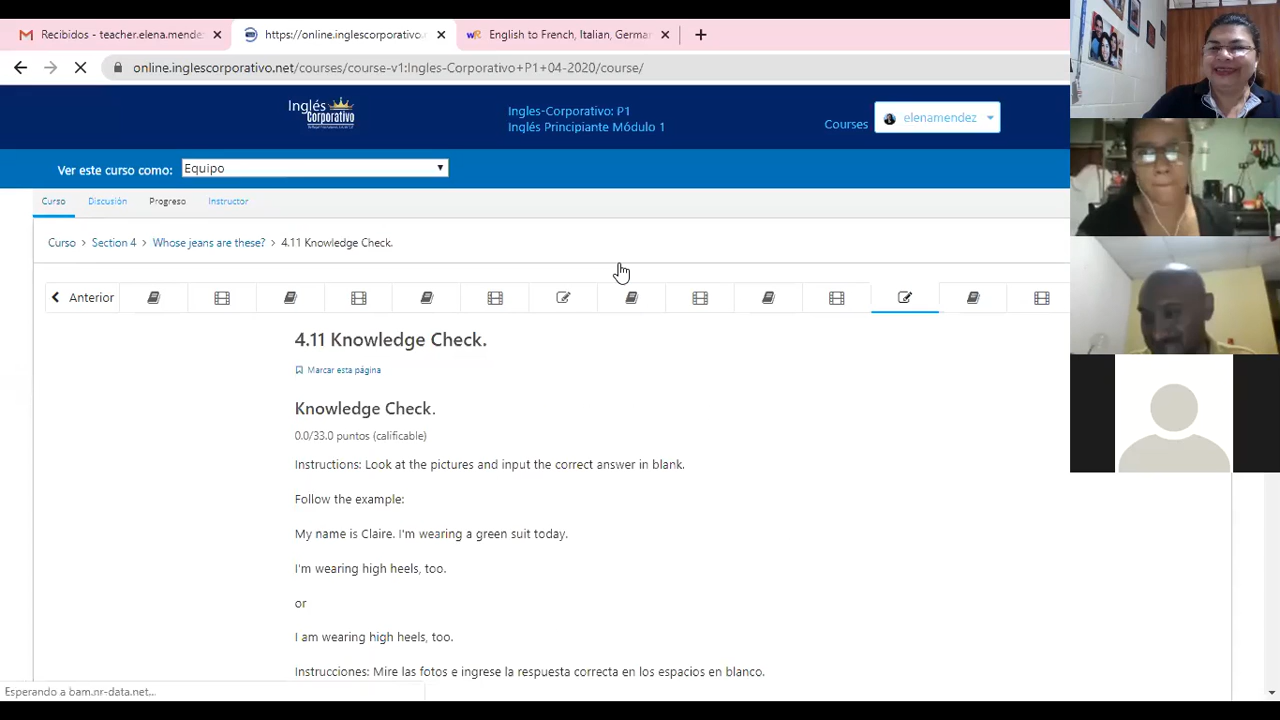 Recibidos - teacher.elena.mende
https://online.inglescorporativo.
English to French, Italian, Germa
online.inglescorporativo.net/courses/course-v1:Ingles-Corporativo+P1+04-2020/course/
Inglés
Corporativo
Ingles-Corporativo: P1
Inglés Principiante Módulo 1
Courses
elenamendez
Ver este curso como:
Equipo
Curso
Discusión
Progreso
Instructor
Curso > Section 4 > Whose jeans are these? > 4.11 Knowledge Check.
Anterior
4.11 Knowledge Check.
Marcar esta página
Knowledge Check.
0.0/33.0 puntos (calificable)
Instructions: Look at the pictures and input the correct answer in blank.
Follow the example:
My name is Claire. I'm wearing a green suit today.
I'm wearing high heels, too.
or
I am wearing high heels, too.
Instrucciones: Mire las fotos e ingrese la respuesta correcta en los espacios en blanco.
Esperando a bam.nr-data.net...